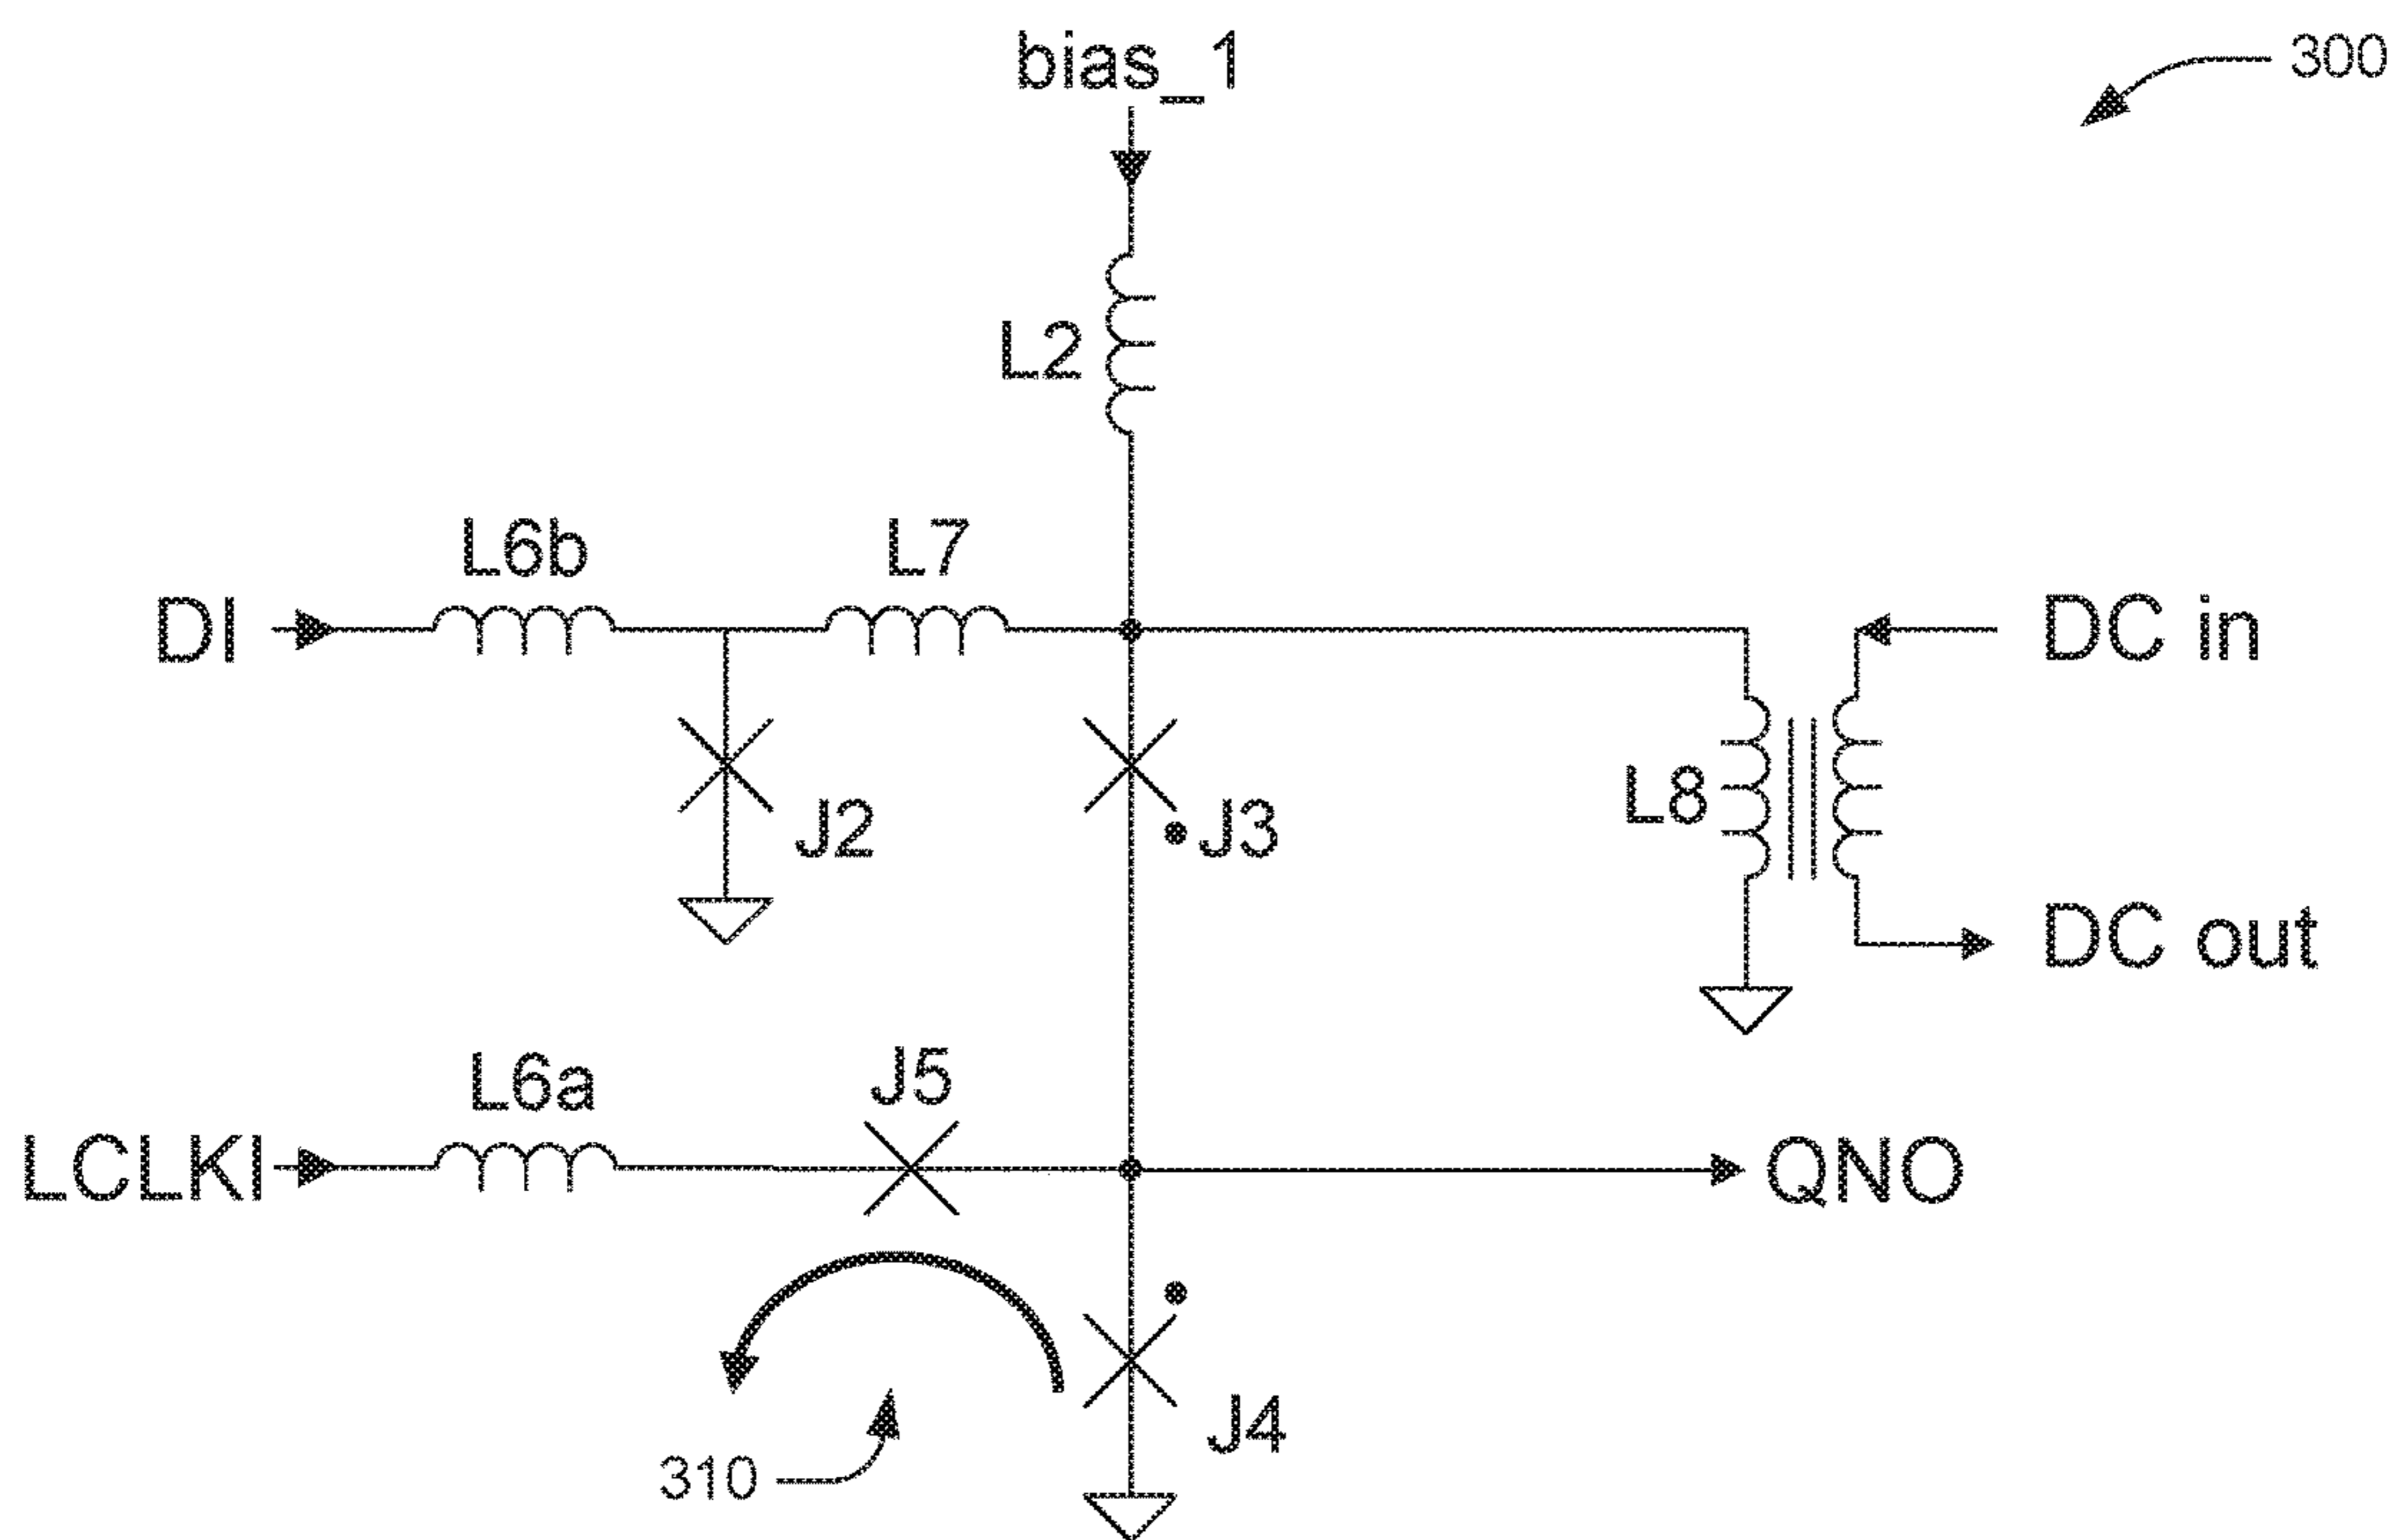 bias_1
300
L2
L6b
L7
DI
DC in
J2
J3
L8
DC out
L6a
J5
LCLKI
QNO
J4
310